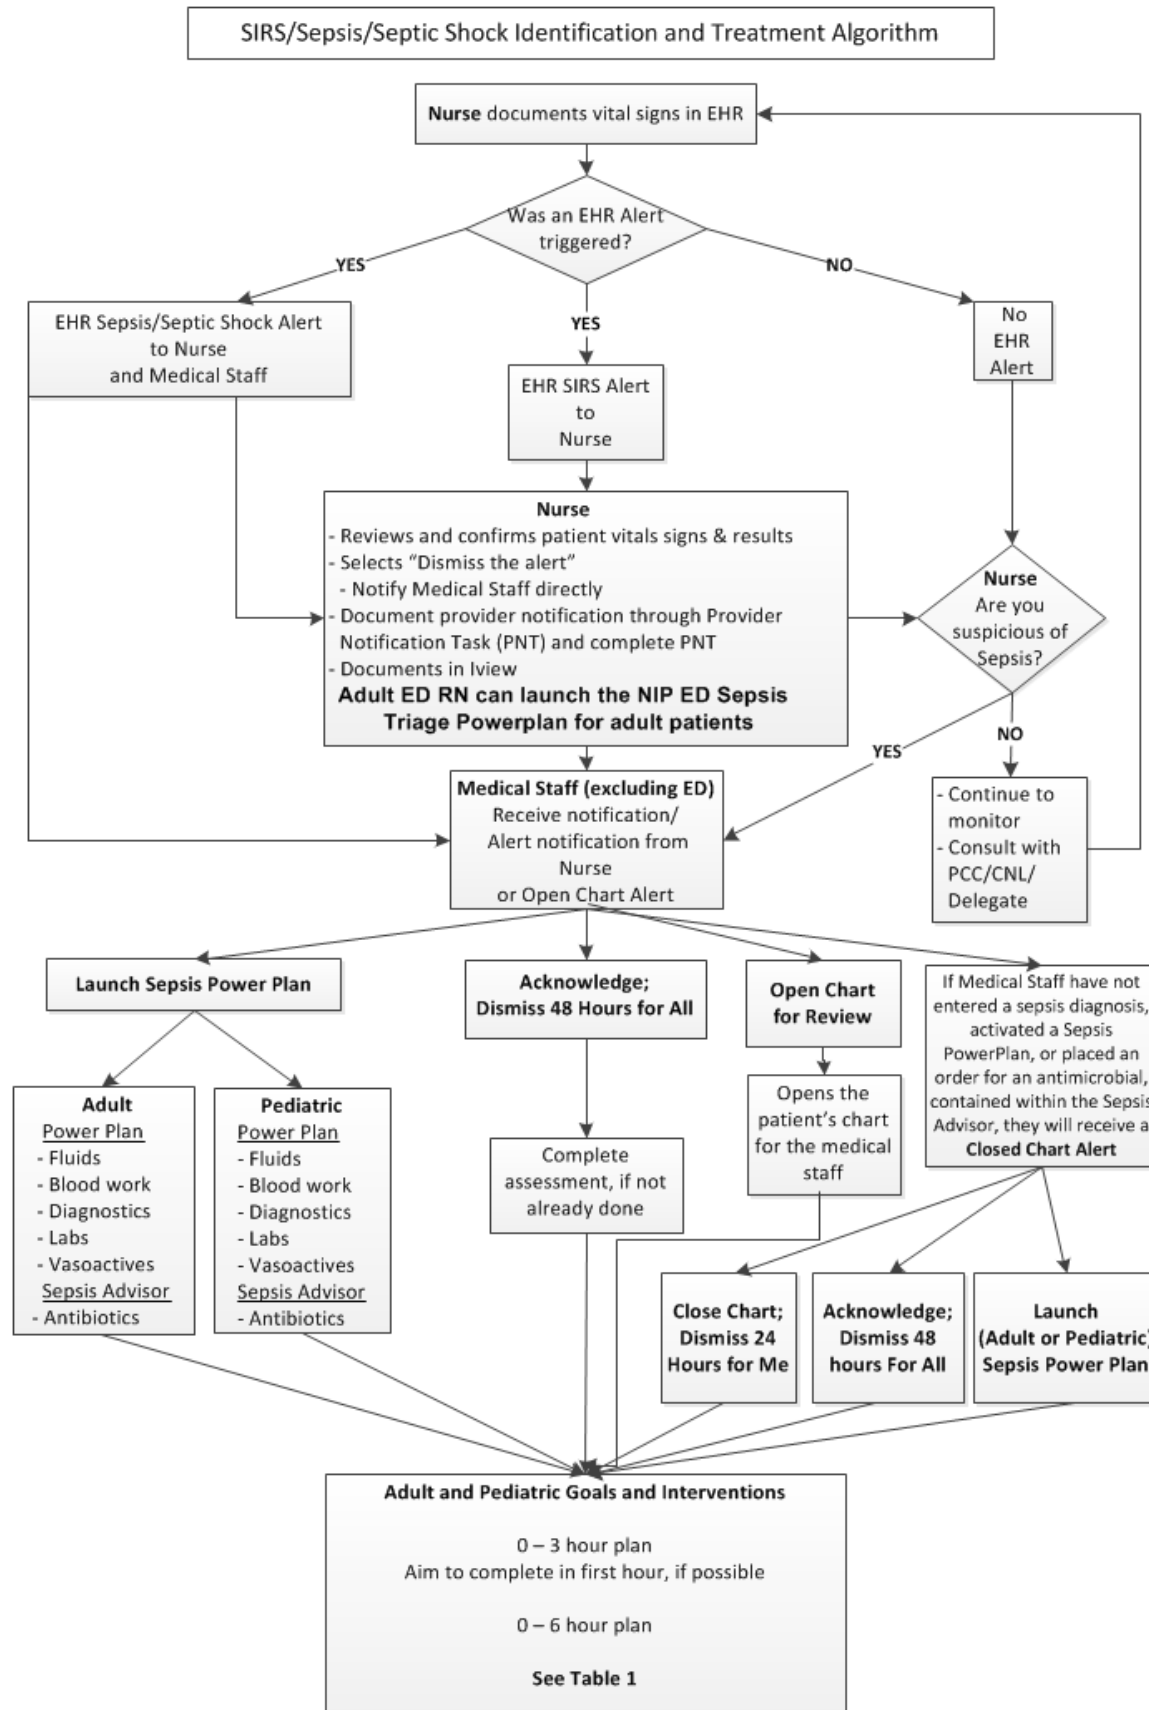 SIRS/Sepsis/Septic Shock Identification and Treatment Algorithm
Nurse documents vital signs in EHR
Was an EHR Alert
triggered?
YES
NO
YES
EHR Sepsis/Septic Shock Alert
to Nurse
and Medical Staff
No
EHR
Alert
EHR SIRS Alert
to
Nurse
Nurse
- Reviews and confirms patient vitals signs & results
- Selects “Dismiss the alert”
- Notify Medical Staff directly
- Document provider notification through Provider
Notification Task (PNT) and complete PNT
- Documents in Iview
Adult ED RN can launch the NIP ED Sepsis
Triage Powerplan for adult patients
Nurse
Are you
suspicious of
Sepsis?
YES
NO
Medical Staff (excluding ED)
Receive notification/
Alert notification from
Nurse
or Open Chart Alert
- Continue to
monitor
- Consult with
PCC/CNL/
Delegate
Launch Sepsis Power Plan
Acknowledge;
Dismiss 48 Hours for All
Open Chart
for Review
If Medical Staff have not
entered a sepsis diagnosis,
activated a Sepsis
PowerPlan, or placed an
order for an antimicrobial,
contained within the Sepsis
Advisor, they will receive a
Closed Chart Alert
Adult
Power Plan
- Fluids
- Blood work
- Diagnostics
- Labs
- Vasoactives
Sepsis Advisor
- Antibiotics
Pediatric
Power Plan
- Fluids
- Blood work
- Diagnostics
- Labs
- Vasoactives
Sepsis Advisor
- Antibiotics
Complete
assessment, if not
already done
Opens the
patient’s chart
for the medical
staff
Close Chart;
Dismiss 24
Hours for Me
Acknowledge;
Dismiss 48
hours For All
Launch
(Adult or Pediatric)
Sepsis Power Plan
Adult and Pediatric Goals and Interventions
0 – 3 hour plan
Aim to complete in first hour, if possible
0 – 6 hour plan
See Table 1